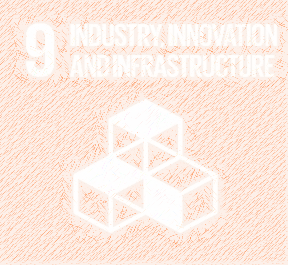 9 INDUSTRY INNOVATION
AND INFRASTRUCTURE